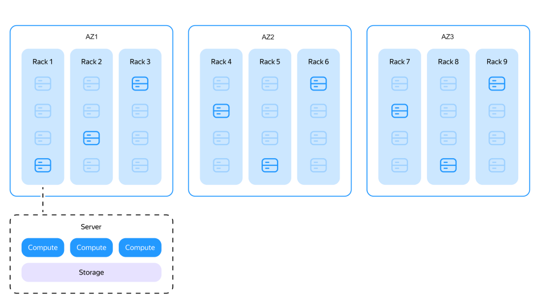 AZ1
AZ2
AZ3
Rack 1
Rack 2
Rack 3
Rack 4
Rack 5
Rack 6
Rack 7
Rack 8
Rack 9
Server
Compute
Compute
Compute
Storage